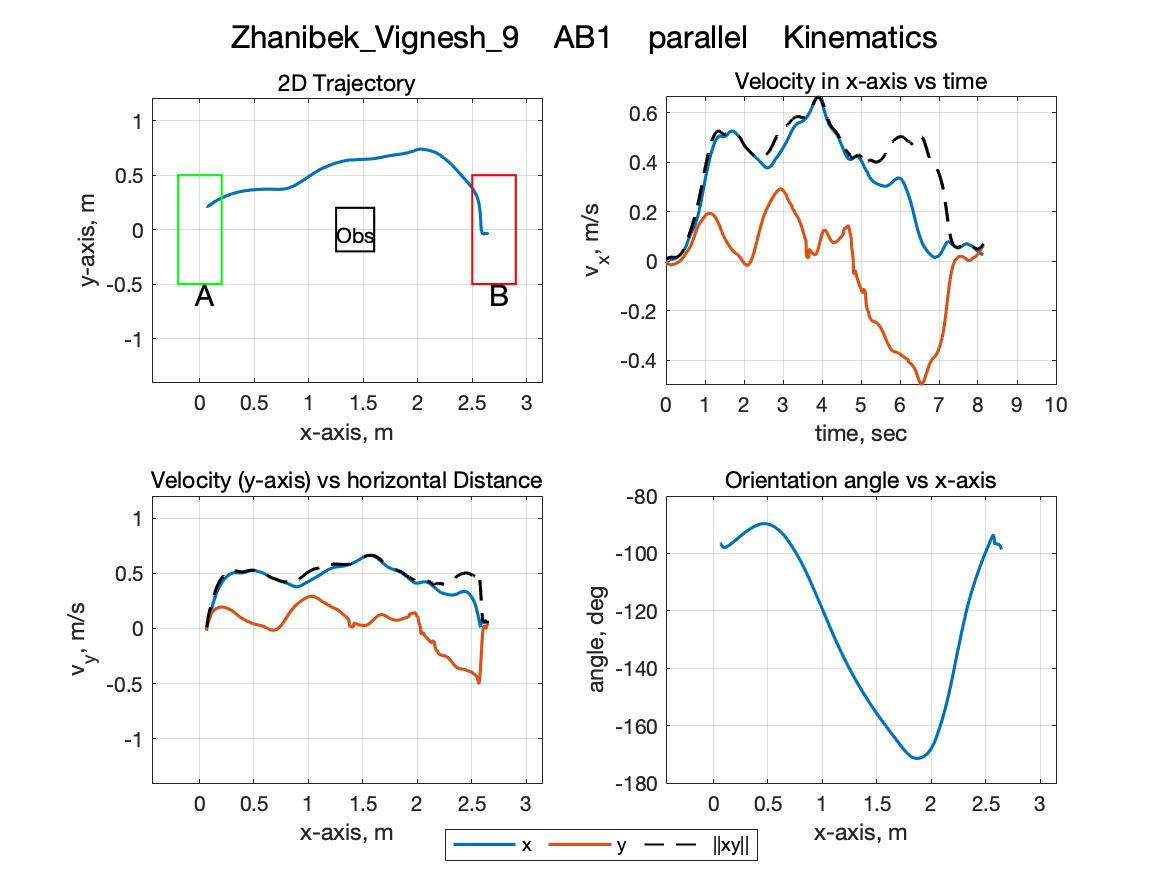 Zhanibek_Vignesh_9 AB1 parallel Kinematics
2D Trajectory
1
0.5
0
-0.5
-1
y-axis, m
Obs
A
B
0 0.5 1 1.5 2 2.5 3
x-axis, m
Velocity in x-axis vs time
0.6
0.4
0.2
0
-0.2
-0.4
v_x, m/s
0 1 2 3 4 5 6 7 8 9 10
time, sec
Velocity (y-axis) vs horizontal Distance
1
0.5
0
-0.5
-1
v_y, m/s
0 0.5 1 1.5 2 2.5 3
x-axis, m
Orientation angle vs x-axis
-80
-100
-120
-140
-160
-180
angle, deg
0 0.5 1 1.5 2 2.5 3
x-axis, m
x y ||xy||